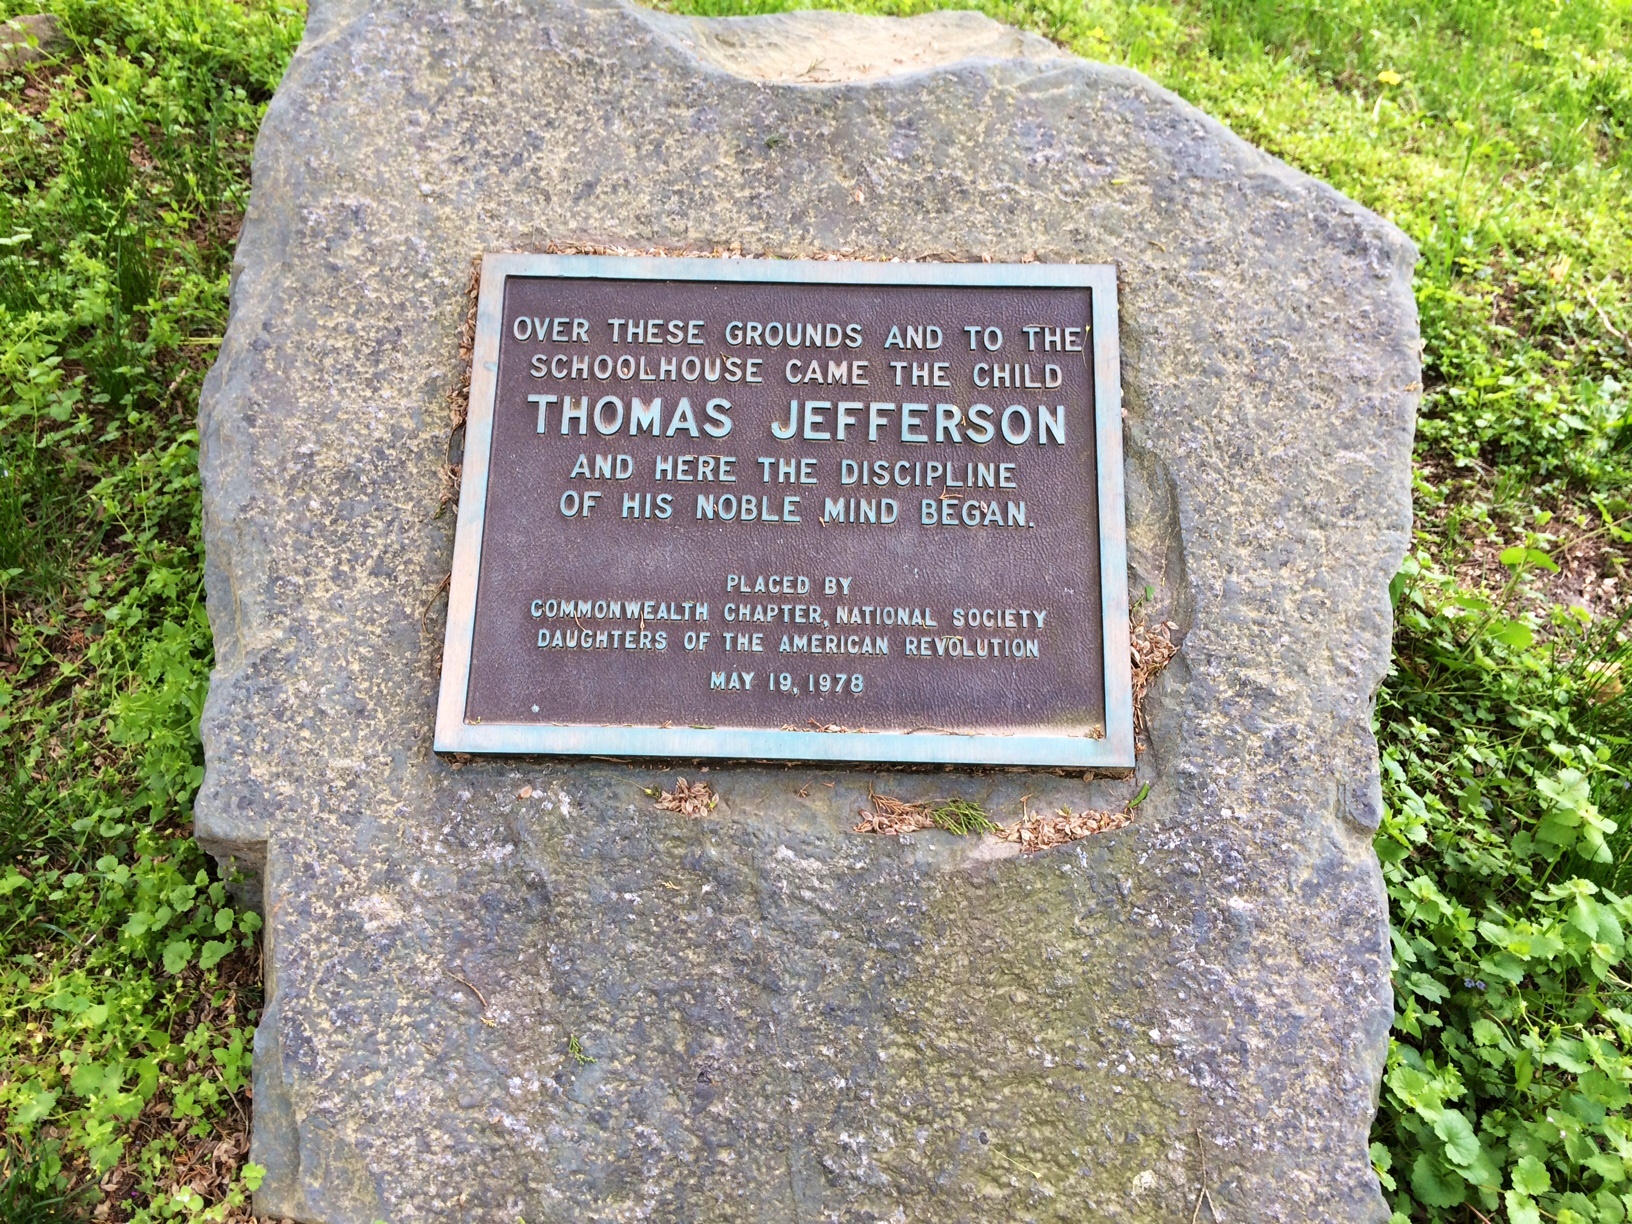 OVER THESE GROUNDS AND TO THE
SCHOOLHOUSE CAME THE CHILD
THOMAS JEFFERSON
AND HERE THE DISCIPLINE
OF HIS NOBLE MIND BEGAN.
PLACED BY
COMMONWEALTH CHAPTER, NATIONAL SOCIETY
DAUGHTERS OF THE AMERICAN REVOLUTION
MAY 19, 1978